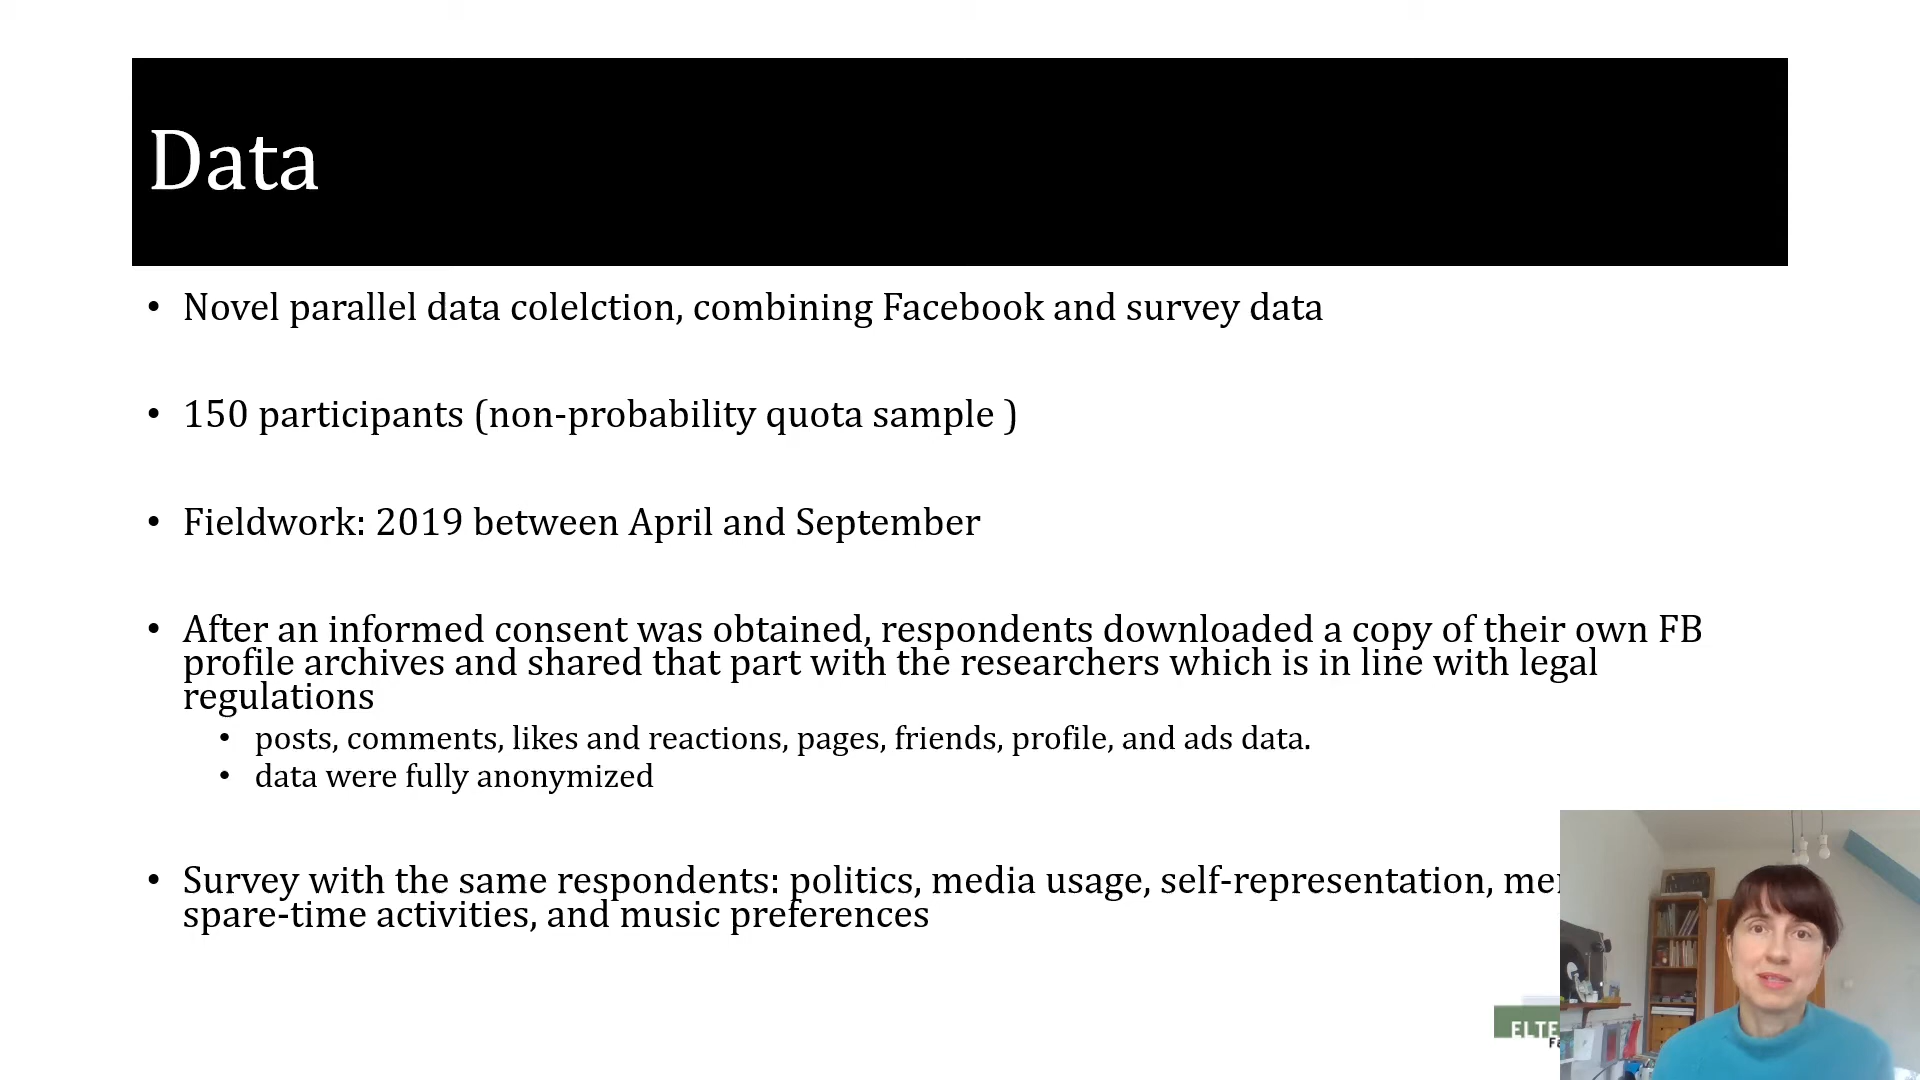 Data
• Novel parallel data colelction, combining Facebook and survey data
• 150 participants (non-probability quota sample )
• Fieldwork: 2019 between April and September
• After an informed consent was obtained, respondents downloaded a copy of their own FB
profile archives and shared that part with the researchers which is in line with legal
regulations
• posts, comments, likes and reactions, pages, friends, profile, and ads data.
• data were fully anonymized
• Survey with the same respondents: politics, media usage, self-representation,
spare-time activities, and music preferences
ELTE